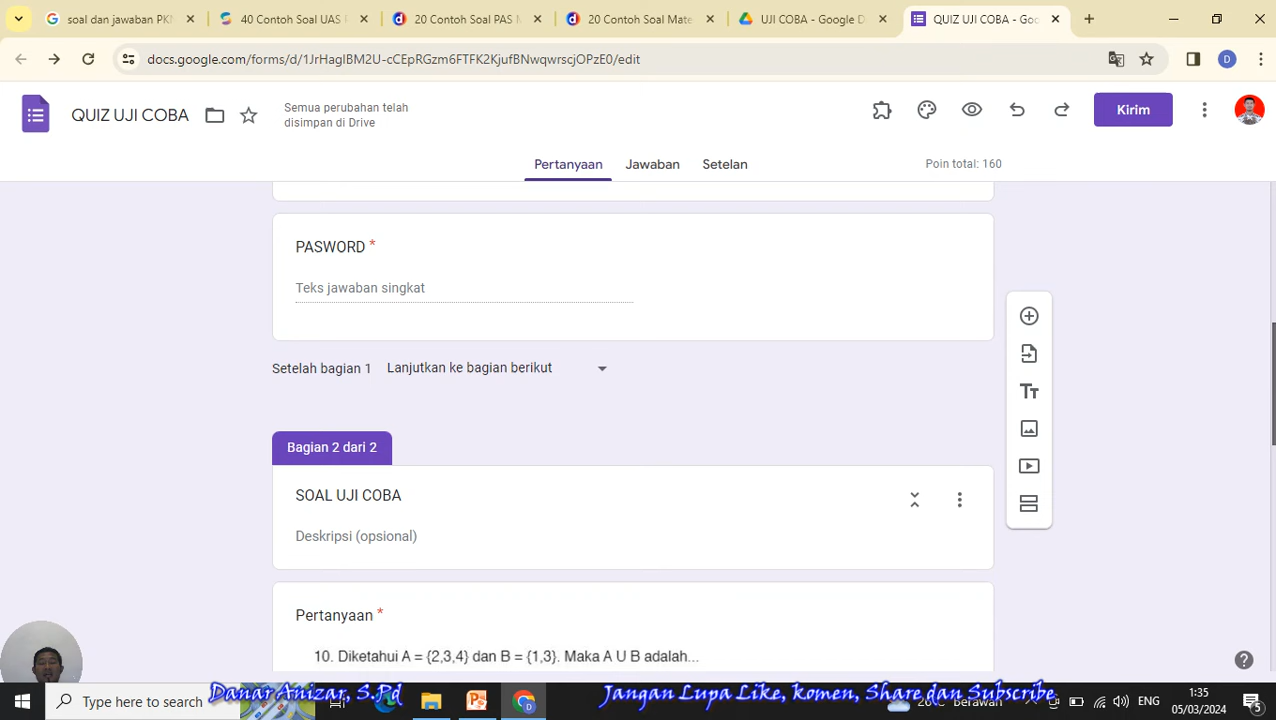 soal dan jawaban PKN
40 Contoh Soal UAS P
20 Contoh Soal PAS M
20 Contoh Soal Mate
UJI COBA - Google D
QUIZ UJI COBA - Goo
docs.google.com/forms/d/1JrHagIBM2U-cCEpRGzm6FTFK2KjufBNwqwrscjOPzE0/edit
D
QUIZ UJI COBA
Semua perubahan telah
disimpan di Drive
Kirim
Pertanyaan Jawaban Setelan
Poin total: 160
PASWORD *
Teks jawaban singkat
Setelah bagian 1 Lanjutkan ke bagian berikut
Bagian 2 dari 2
SOAL UJI COBA
Deskripsi (opsional)
Pertanyaan *
10. Diketahui A = {2,3,4} dan B = {1,3}. Maka A U B adalah...
Type here to search
Danar Anizar, S.Pd
Jangan Lupa Like, komen, Share dan Subscribe
ENG
1:35
05/03/2024
5